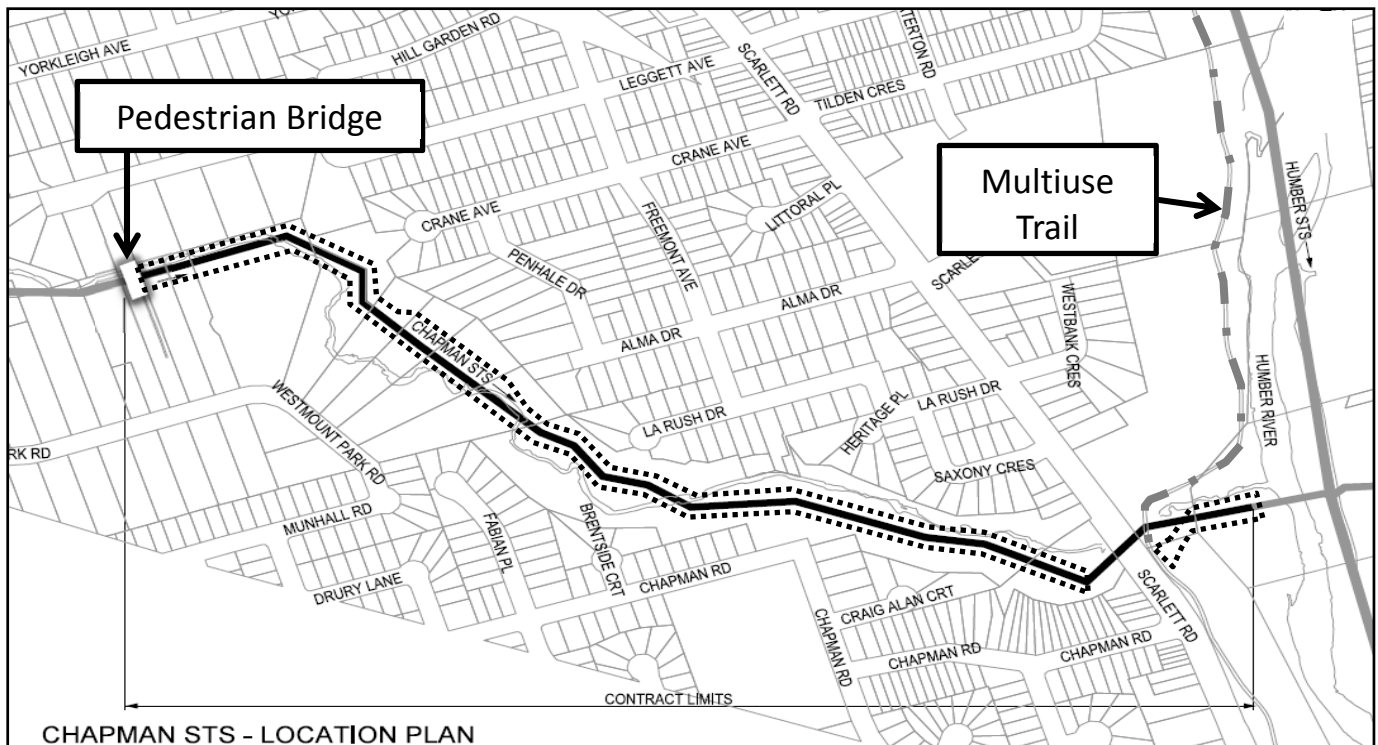 YORKLEIGH AVE
HILL GARDEN RD
SCARLETT RD
LEGGETT AVE
TILDEN CRES
Pedestrian Bridge
CRANE AVE
Multiuse
Trail
LITTORAL PL
HUMBER STS
CRANE AVE
FREEMONT AVE
PENHALE DR
WESTBANK CRES
ALMA DR
ALMA DR
CHAPMAN STS
HUMBER RIVER
WESTMOUNT PARK RD
LA RUSH DR
LA RUSH DR
HERITAGE PL
RK RD
SAXONY CRES
MUNHALL RD
FABIAN PL
BRENTSIDE CRT
DRURY LANE
CHAPMAN RD
SCARLETT RD
CRAIG ALAN CRT
CHAPMAN RD
CHAPMAN RD
CHAPMAN RD
CONTRACT LIMITS
CHAPMAN STS - LOCATION PLAN